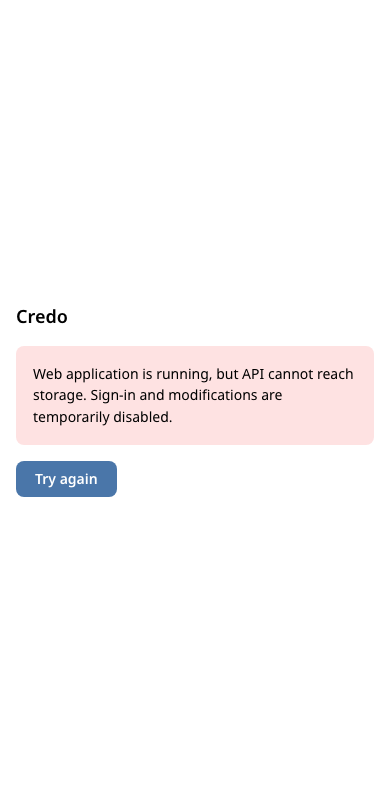 Credo
Web application is running, but API cannot reach
storage. Sign-in and modifications are
temporarily disabled.
Try again